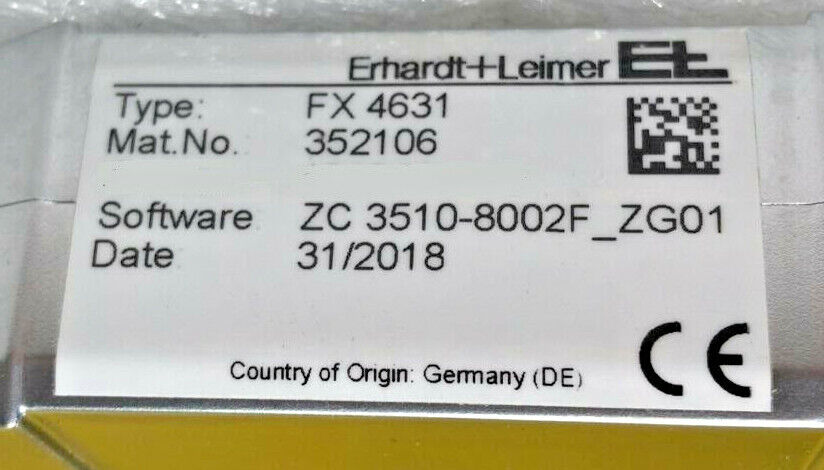 Erhardt+Leimer EL
Type: FX 4631
Mat.No. 352106
Software ZC 3510-8002F_ZG01
Date 31/2018
Country of Origin: Germany (DE)
CE